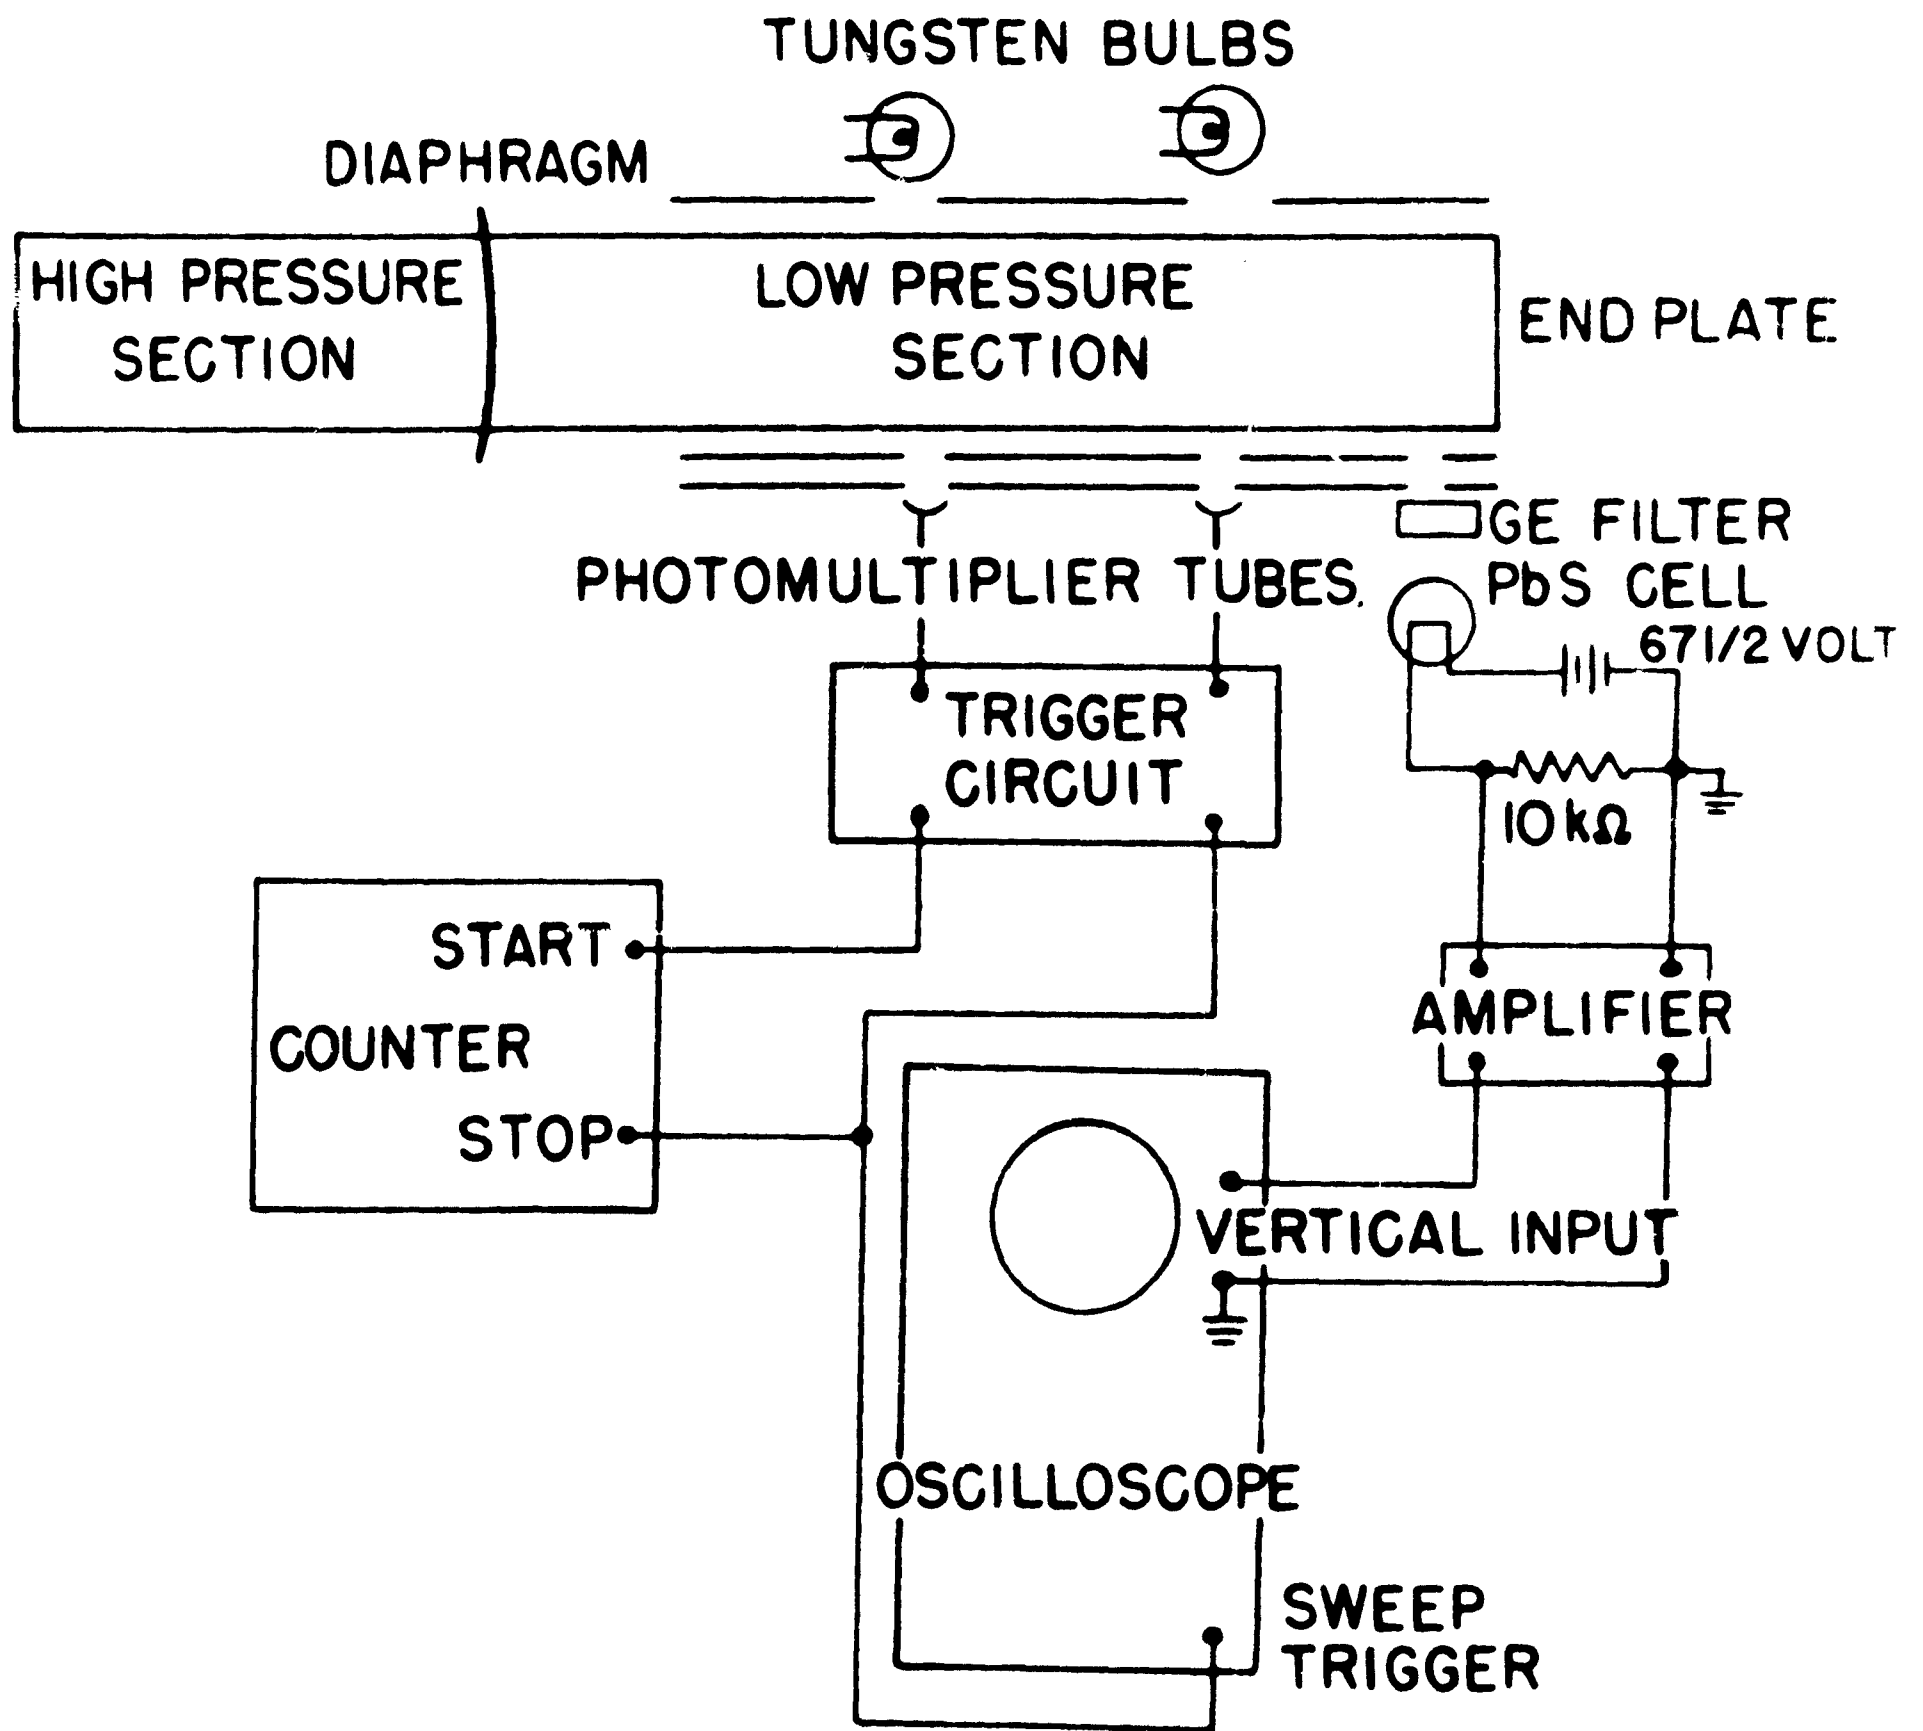 TUNGSTEN BULBS
DIAPHRAGM
HIGH PRESSURE
SECTION
LOW PRESSURE
SECTION
END PLATE
GE FILTER
PHOTOMULTIPLIER TUBES
PbS CELL
67 1/2 VOLT
TRIGGER
CIRCUIT
10 kΩ
START
COUNTER
STOP
AMPLIFIER
VERTICAL INPUT
OSCILLOSCOPE
SWEEP
TRIGGER